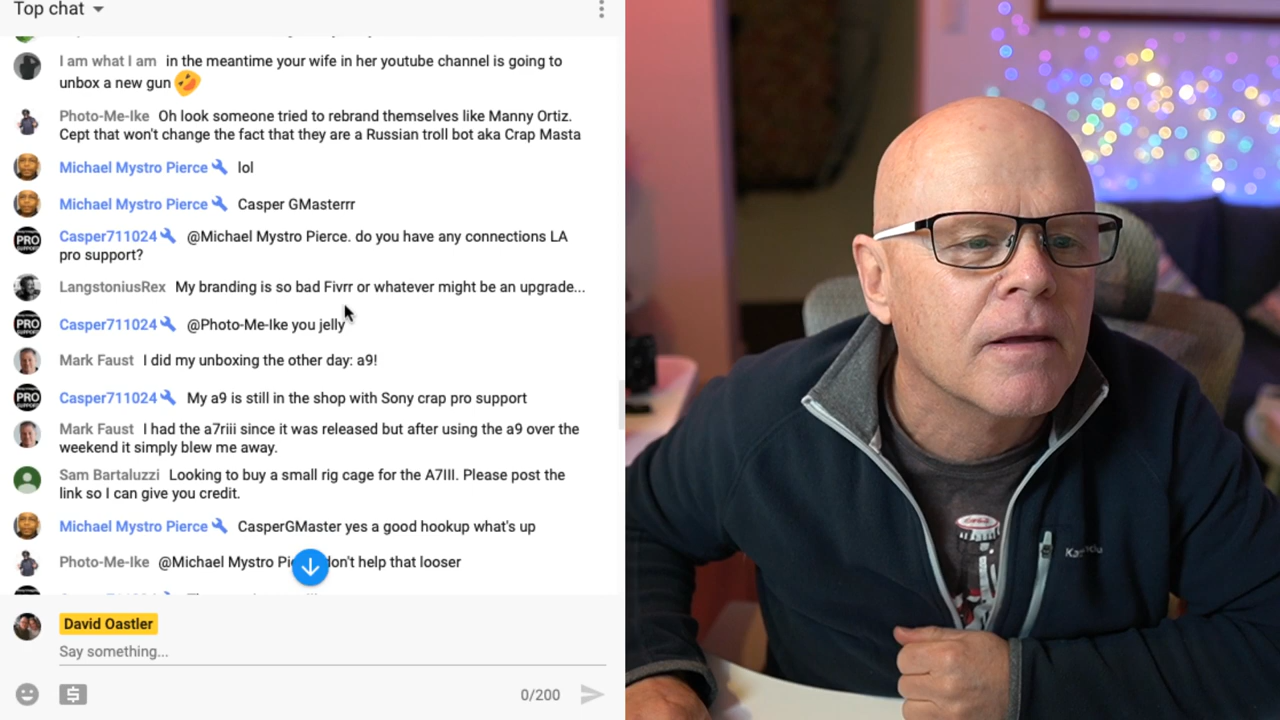 Top chat
I am what I am in the meantime your wife in her youtube channel is going to
unbox a new gun
Photo-Me-Ike Oh look someone tried to rebrand themselves like Manny Ortiz.
Cept that won't change the fact that they are a Russian troll bot aka Crap Masta
Michael Mystro Pierce lol
Michael Mystro Pierce Casper GMasterrr
PRO
SUPPORT
Casper711024 @Michael Mystro Pierce. do you have any connections LA
pro support?
LangstoniusRex My branding is so bad Fivrr or whatever might be an upgrade...
PRO
SUPPORT
Casper711024 @Photo-Me-Ike you jelly
Mark Faust I did my unboxing the other day: a9!
PRO
SUPPORT
Casper711024 My a9 is still in the shop with Sony crap pro support
Mark Faust I had the a7riii since it was released but after using the a9 over the
weekend it simply blew me away.
Sam Bartaluzzi Looking to buy a small rig cage for the A7III. Please post the
link so I can give you credit.
Michael Mystro Pierce CasperGMaster yes a good hookup what's up
Photo-Me-Ike @Michael Mystro don't help that looser
David Oastler
Say something...
$
0/200